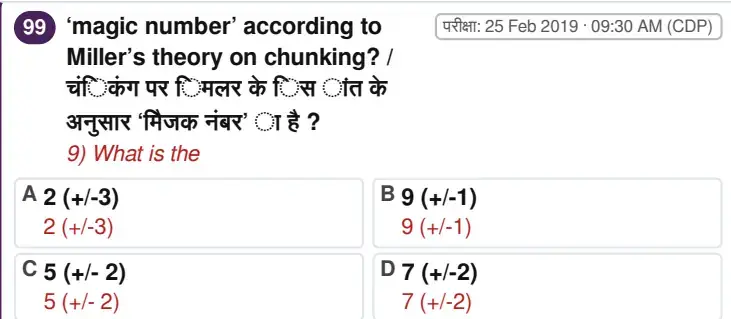 99 ‘magic number’ according to
परीक्षा: 25 Feb 2019 · 09:30 AM (CDP)
Miller’s theory on chunking? /
चंिकंग पर िमलर के िस ांत के
अनुसार ‘मैिजक नंबर’ ा है ?
9) What is the
A 2 (+/-3)
2 (+/-3)
B 9 (+/-1)
9 (+/-1)
C 5 (+/- 2)
5 (+/- 2)
D 7 (+/-2)
7 (+/-2)